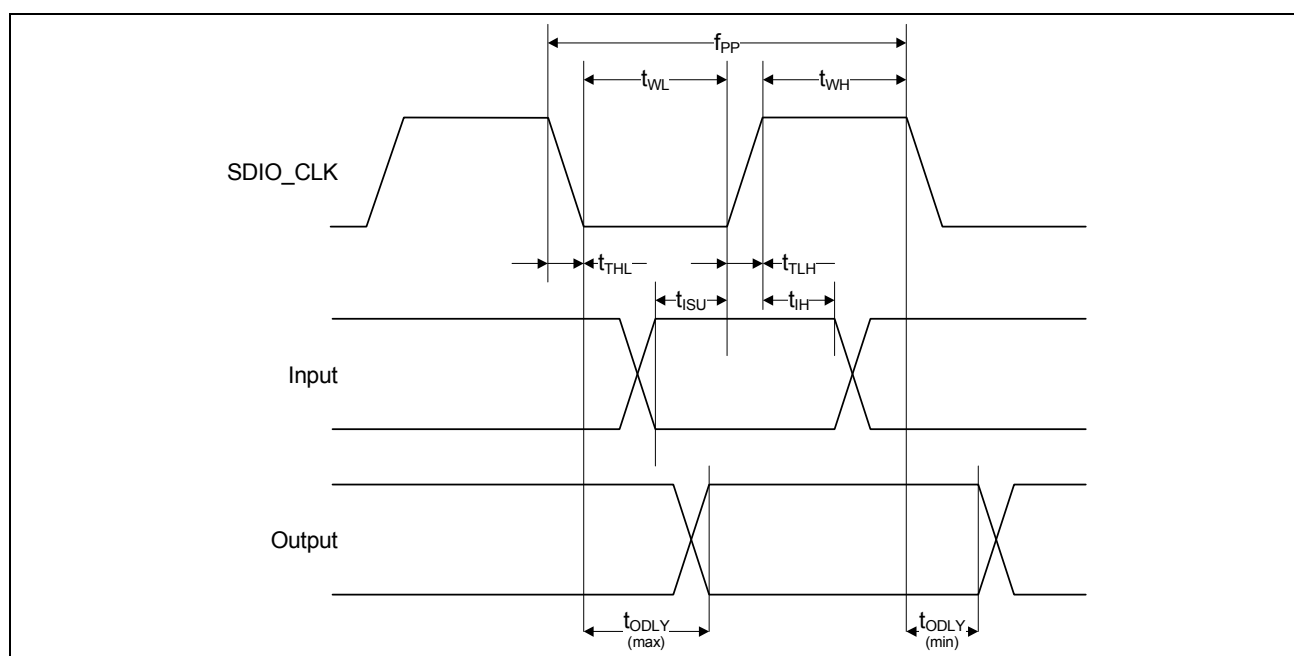 fPP
tWL
tWH
SDIO_CLK
tTHL
tTLH
tISU
tIH
Input
Output
tODLY
(max)
tODLY
(min)